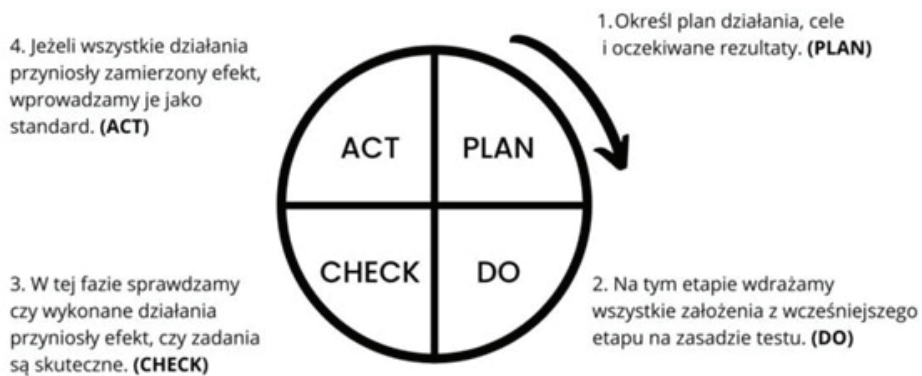 1.Określ plan działania, cele
i oczekiwane rezultaty. (PLAN)
4. Jeżeli wszystkie działania
przyniosły zamierzony efekt,
wprowadzamy je jako
standard. (ACT)
ACT
PLAN
CHECK
DO
3. W tej fazie sprawdzamy
czy wykonane działania
przyniosły efekt, czy zadania
są skuteczne. (CHECK)
2. Na tym etapie wdrażamy
wszystkie założenia z wcześniejszego
etapu na zasadzie testu. (DO)